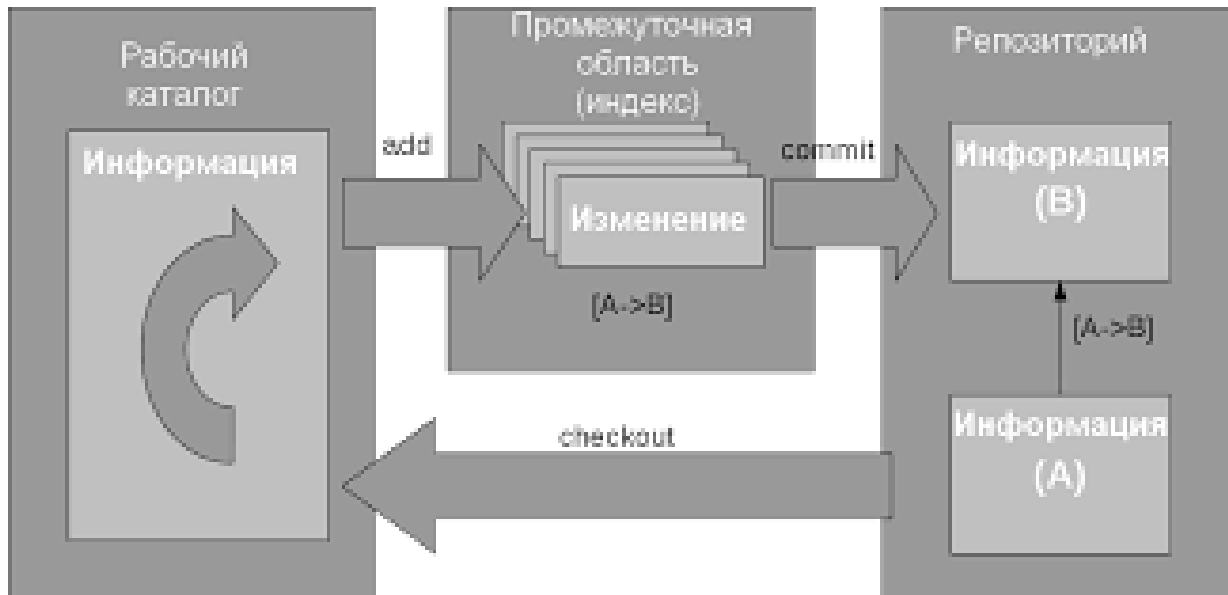 Рабочий
каталог
Информация
add
Промежуточная
область
(индекс)
Изменение
[A->B]
commit
Репозиторий
Информация
(B)
[A->B]
Информация
(A)
checkout